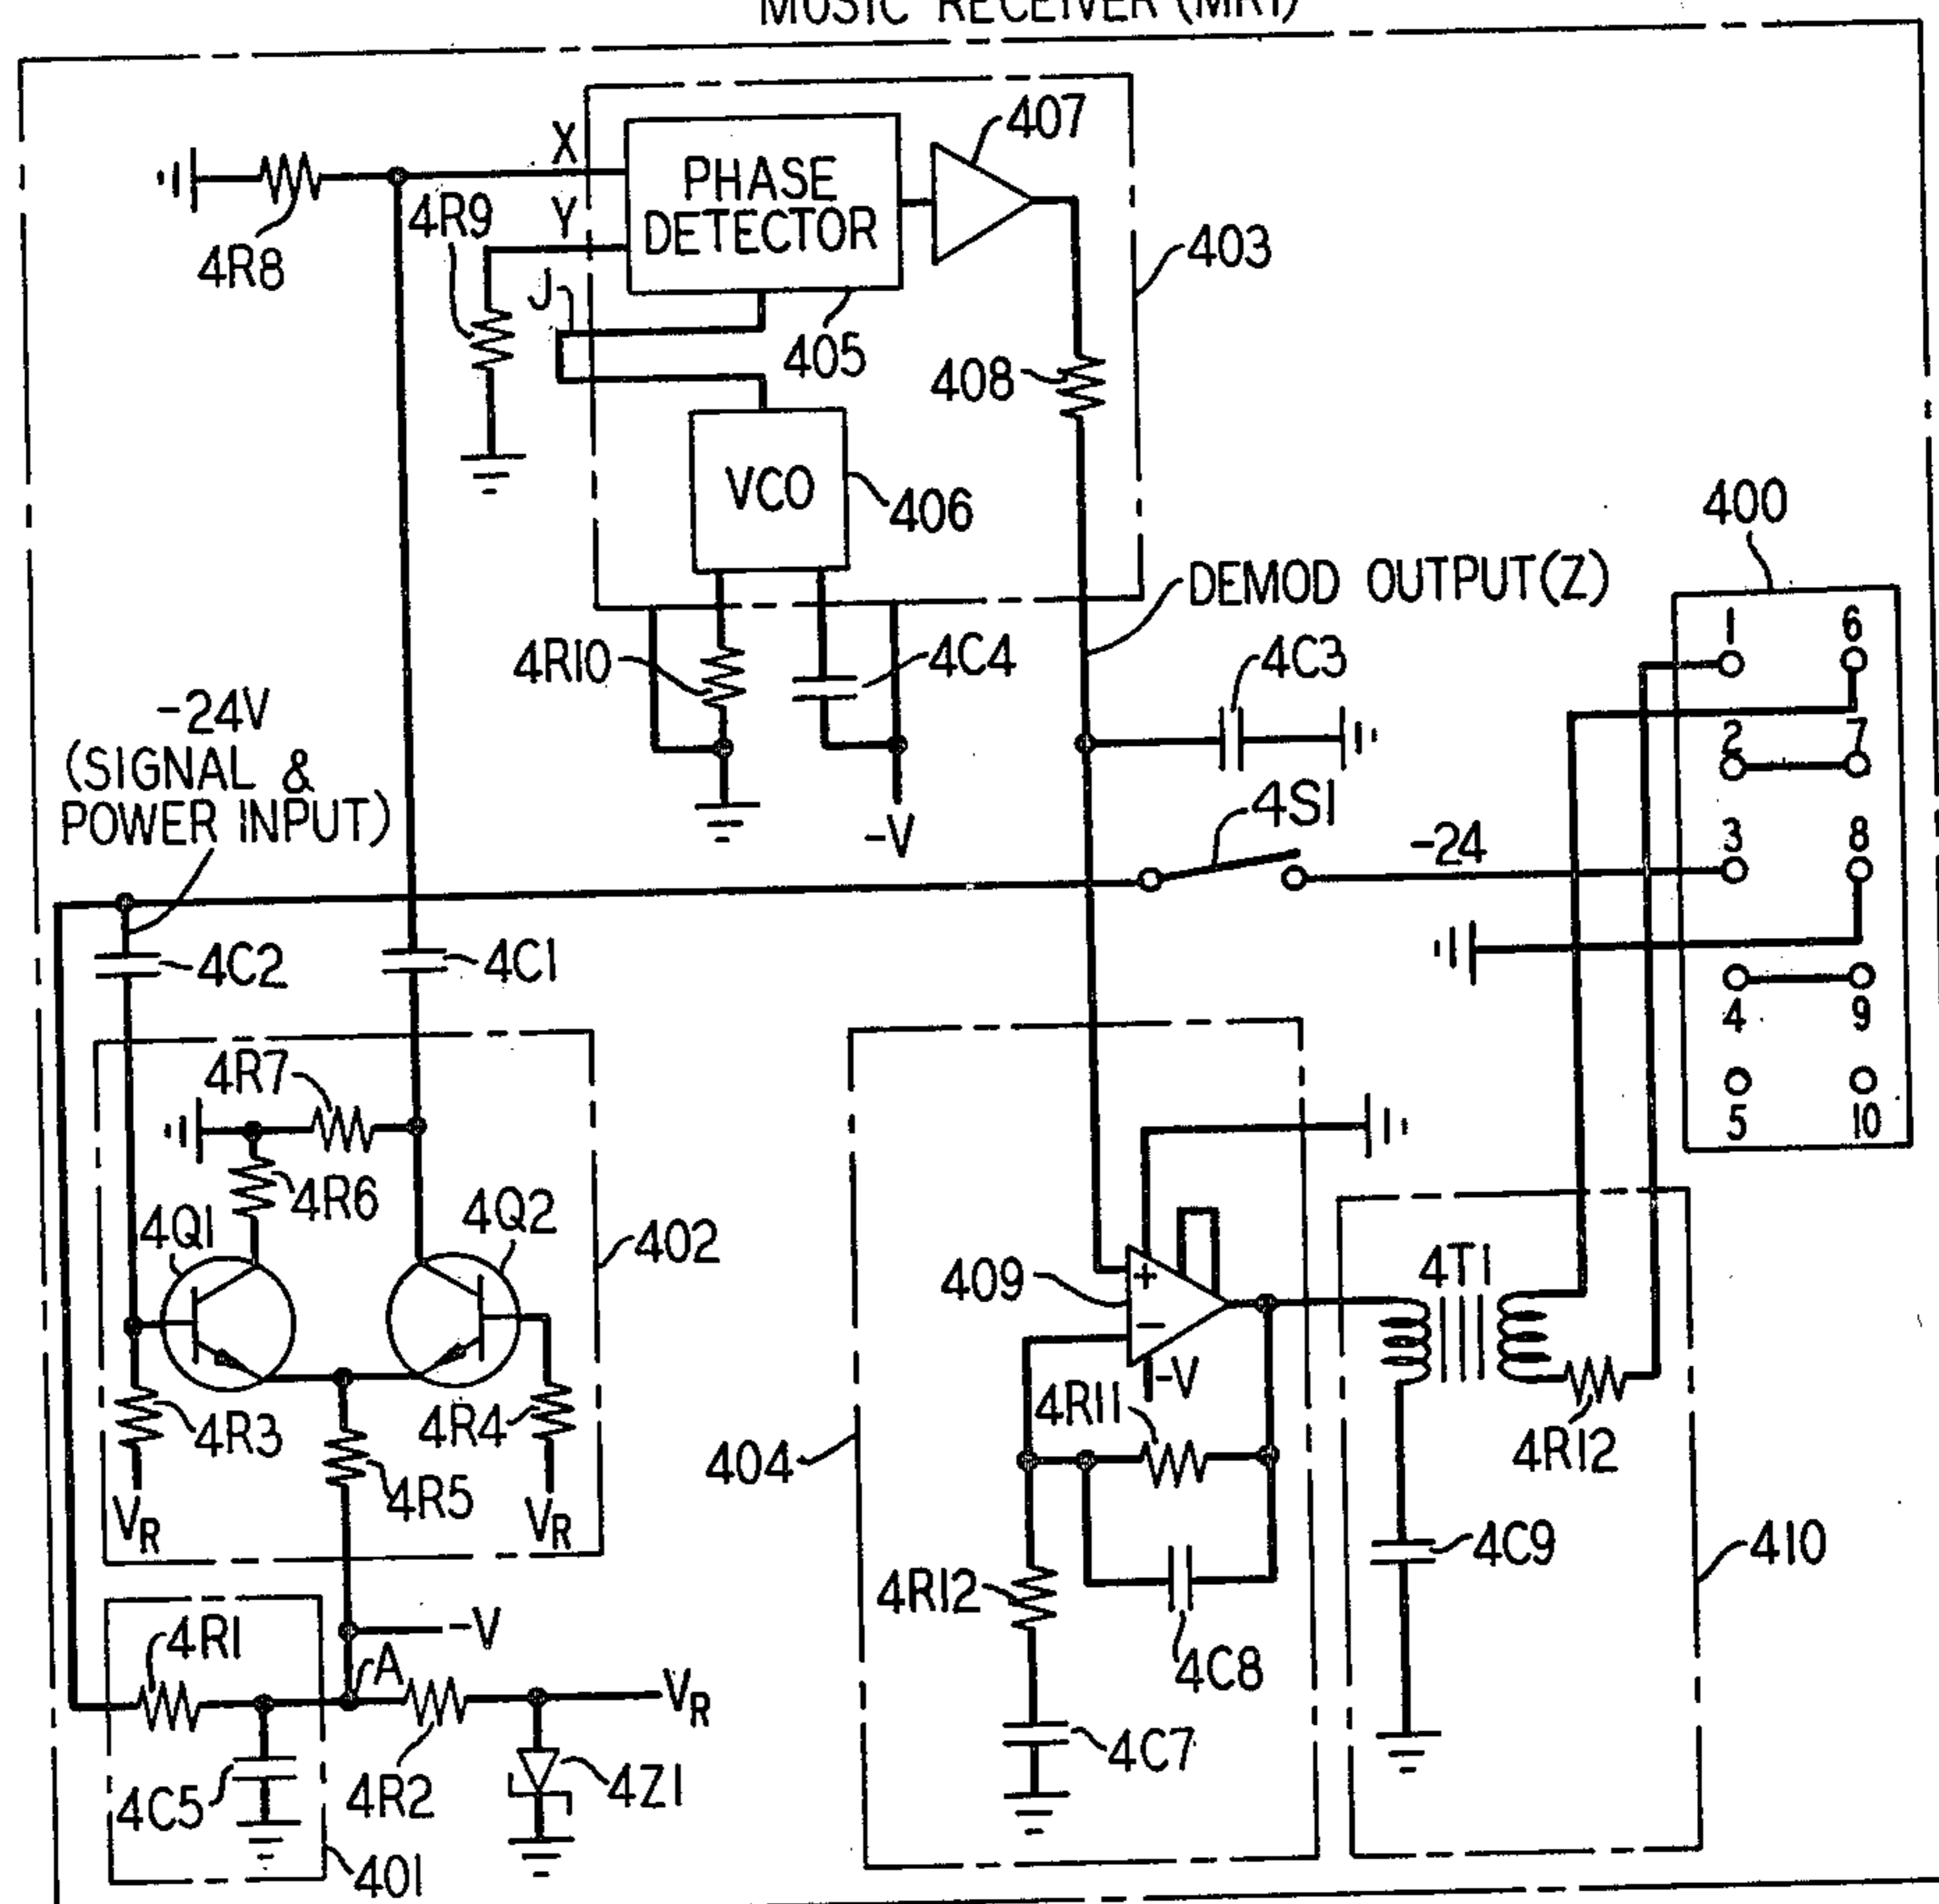 MUSIC RECEIVER (MR1)
407
X
PHASE
DETECTOR
4R9
Y
403
4R8
J
405
408
400
VCO
406
DEMOD OUTPUT(Z)
1
6
4R10
4C4
4C3
-24V
(SIGNAL &
POWER INPUT)
2
7
4S1
-V
-24
3
8
4C2
4C1
4
9
4R7
5
10
4R6
4Q1
4Q2
402
4T1
409
+
-
-V
4R3
4R4
4R11
4R12
404
4R5
VR
VR
4C9
410
4R12
4R1
-V
4C8
A
VR
4C7
4C5
4R2
4Z1
401